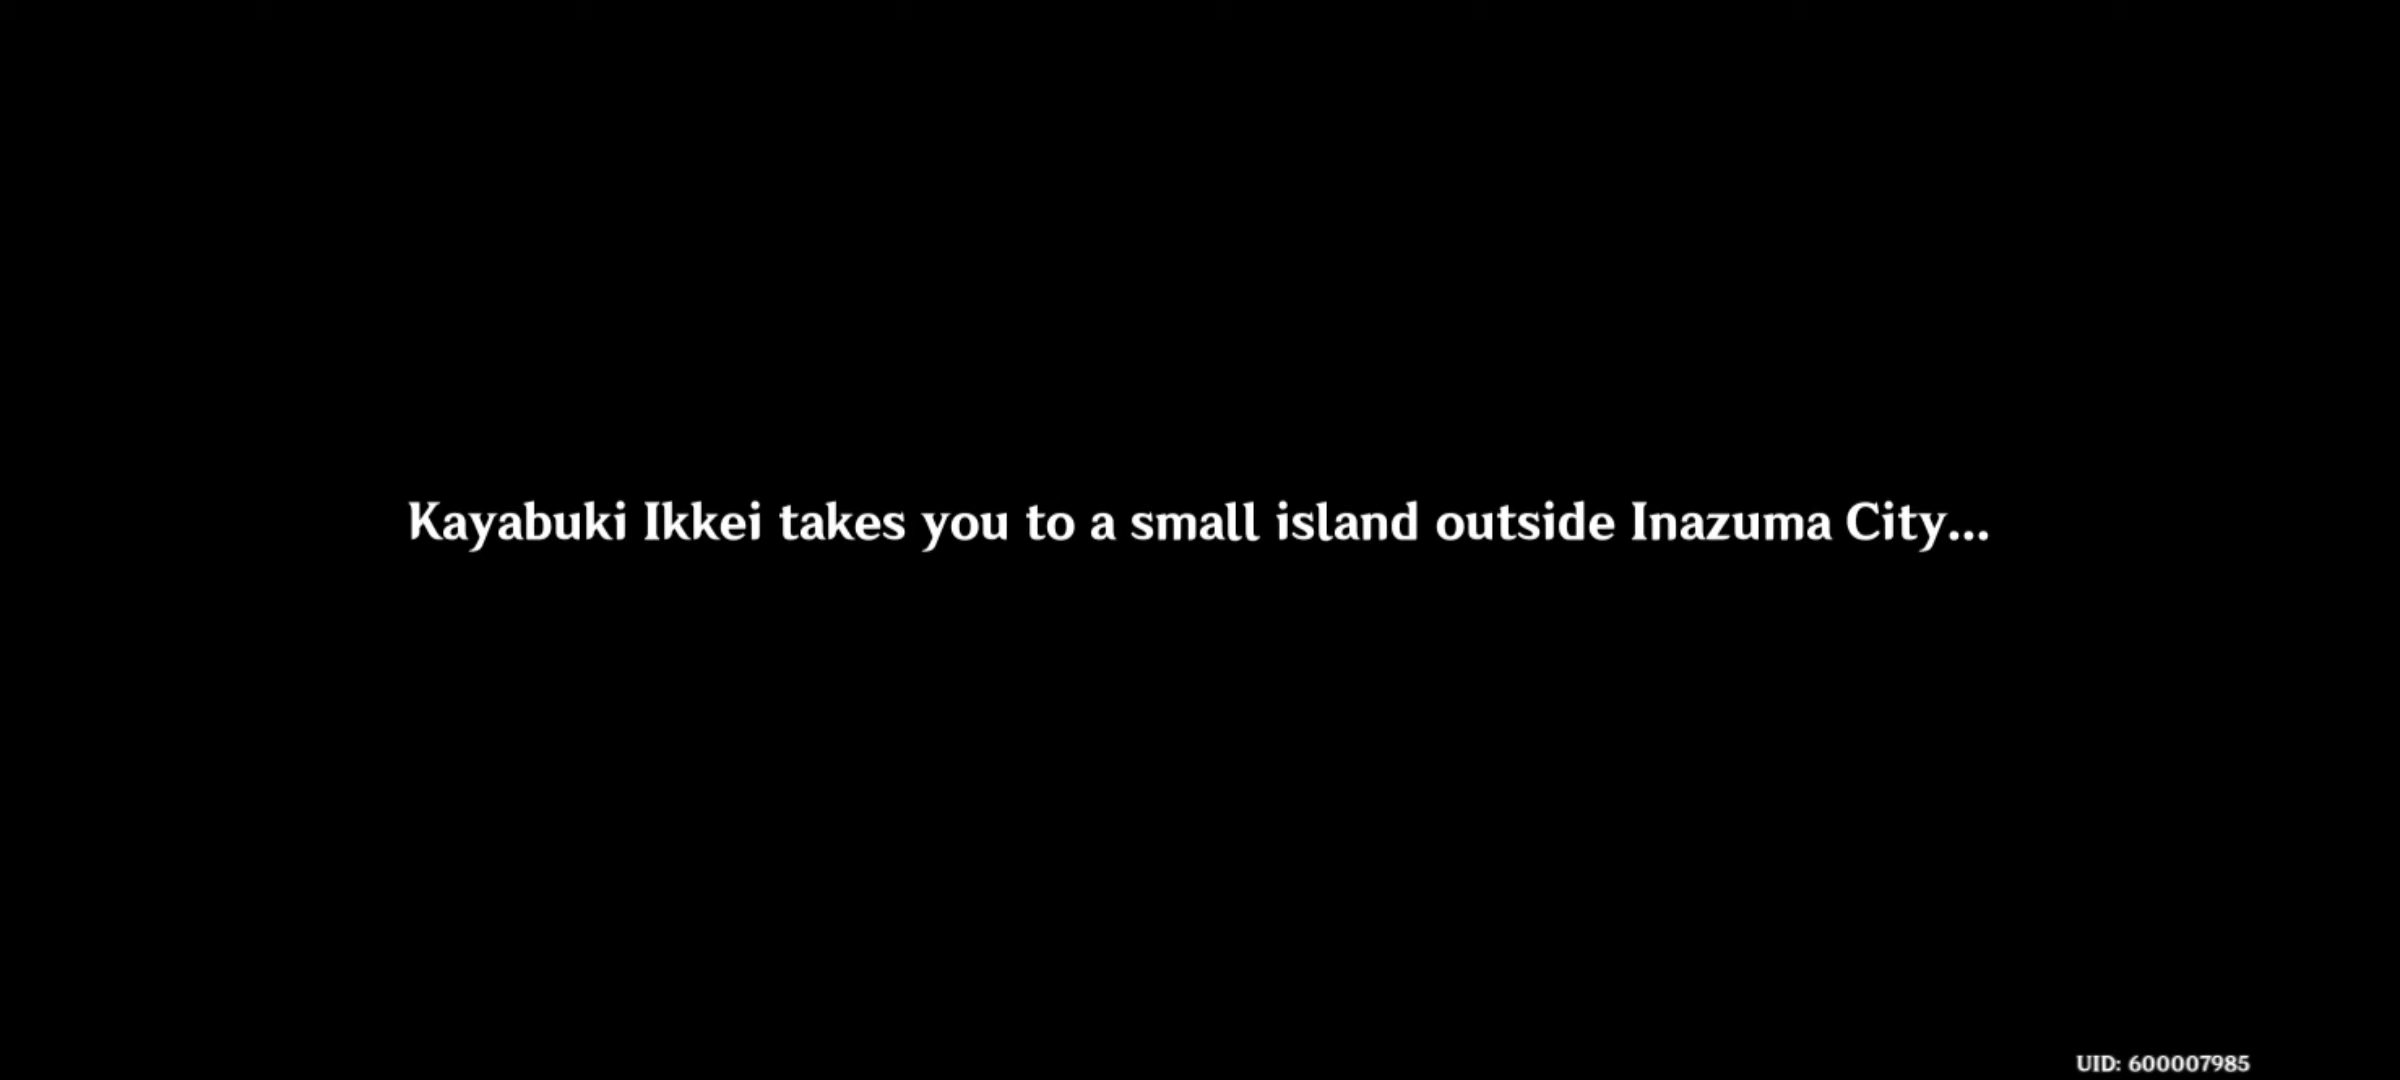 Kayabuki Ikkei takes you to a small island outside Inazuma City...
UID: 600007985